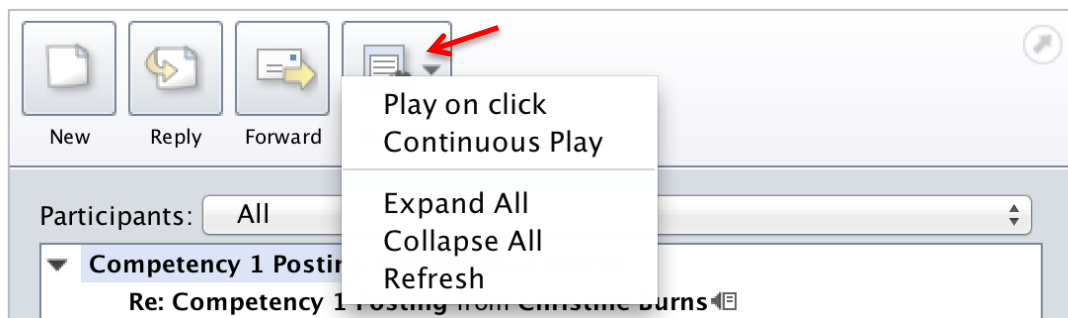 New Reply Forward
Play on click
Continuous Play
Expand All
Collapse All
Refresh
Participants: All
Competency 1 Postin
Re: Competency 1 Posting from Christine Burns